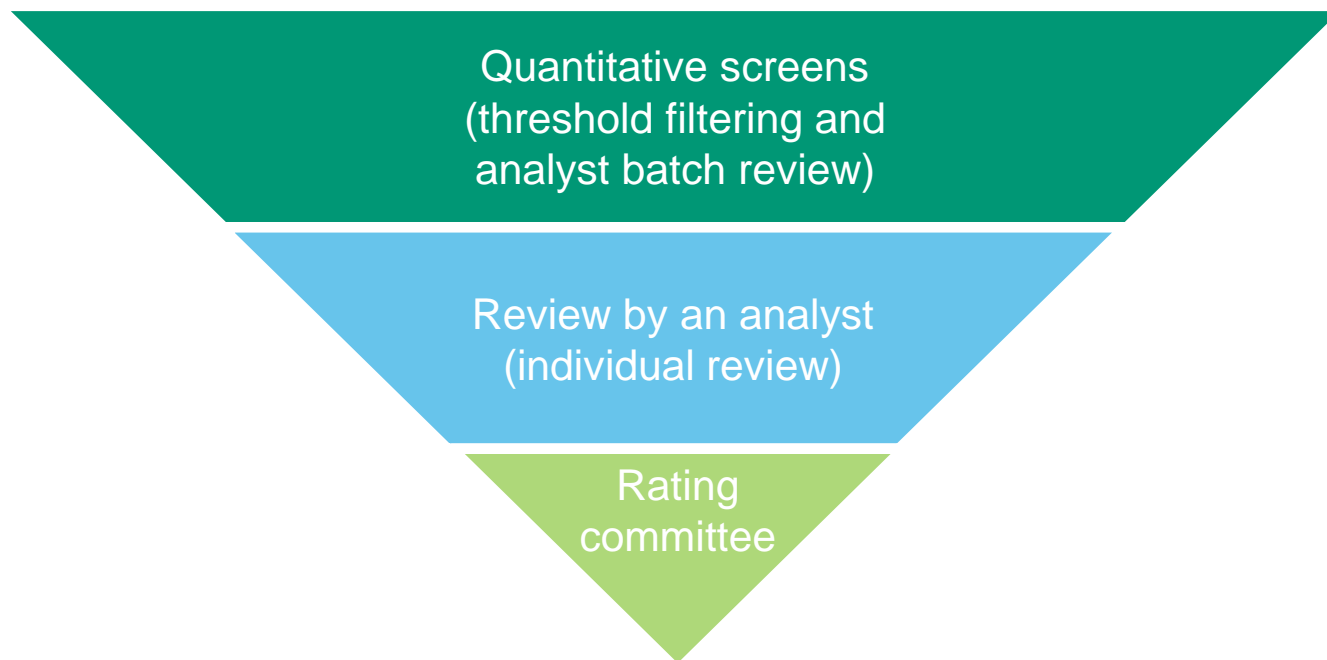 Quantitative screens
(threshold filtering and
analyst batch review)
Review by an analyst
(individual review)
Rating
committee